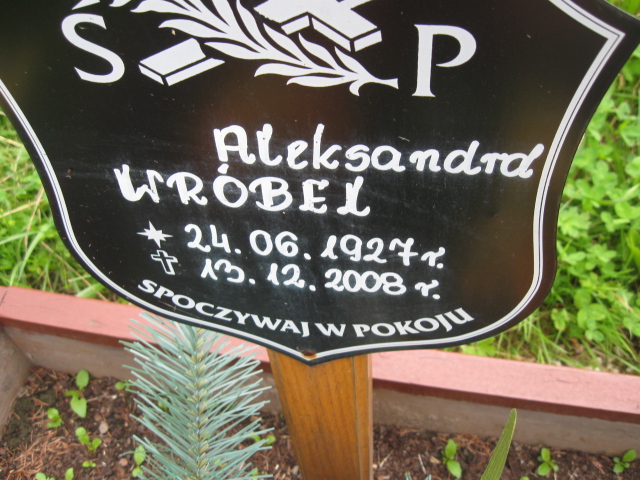 S P
Aleksandra
WRÓBEL
24.06.1927 r.
13.12.2008 r.
SPOCZYWAJ W POKOJU